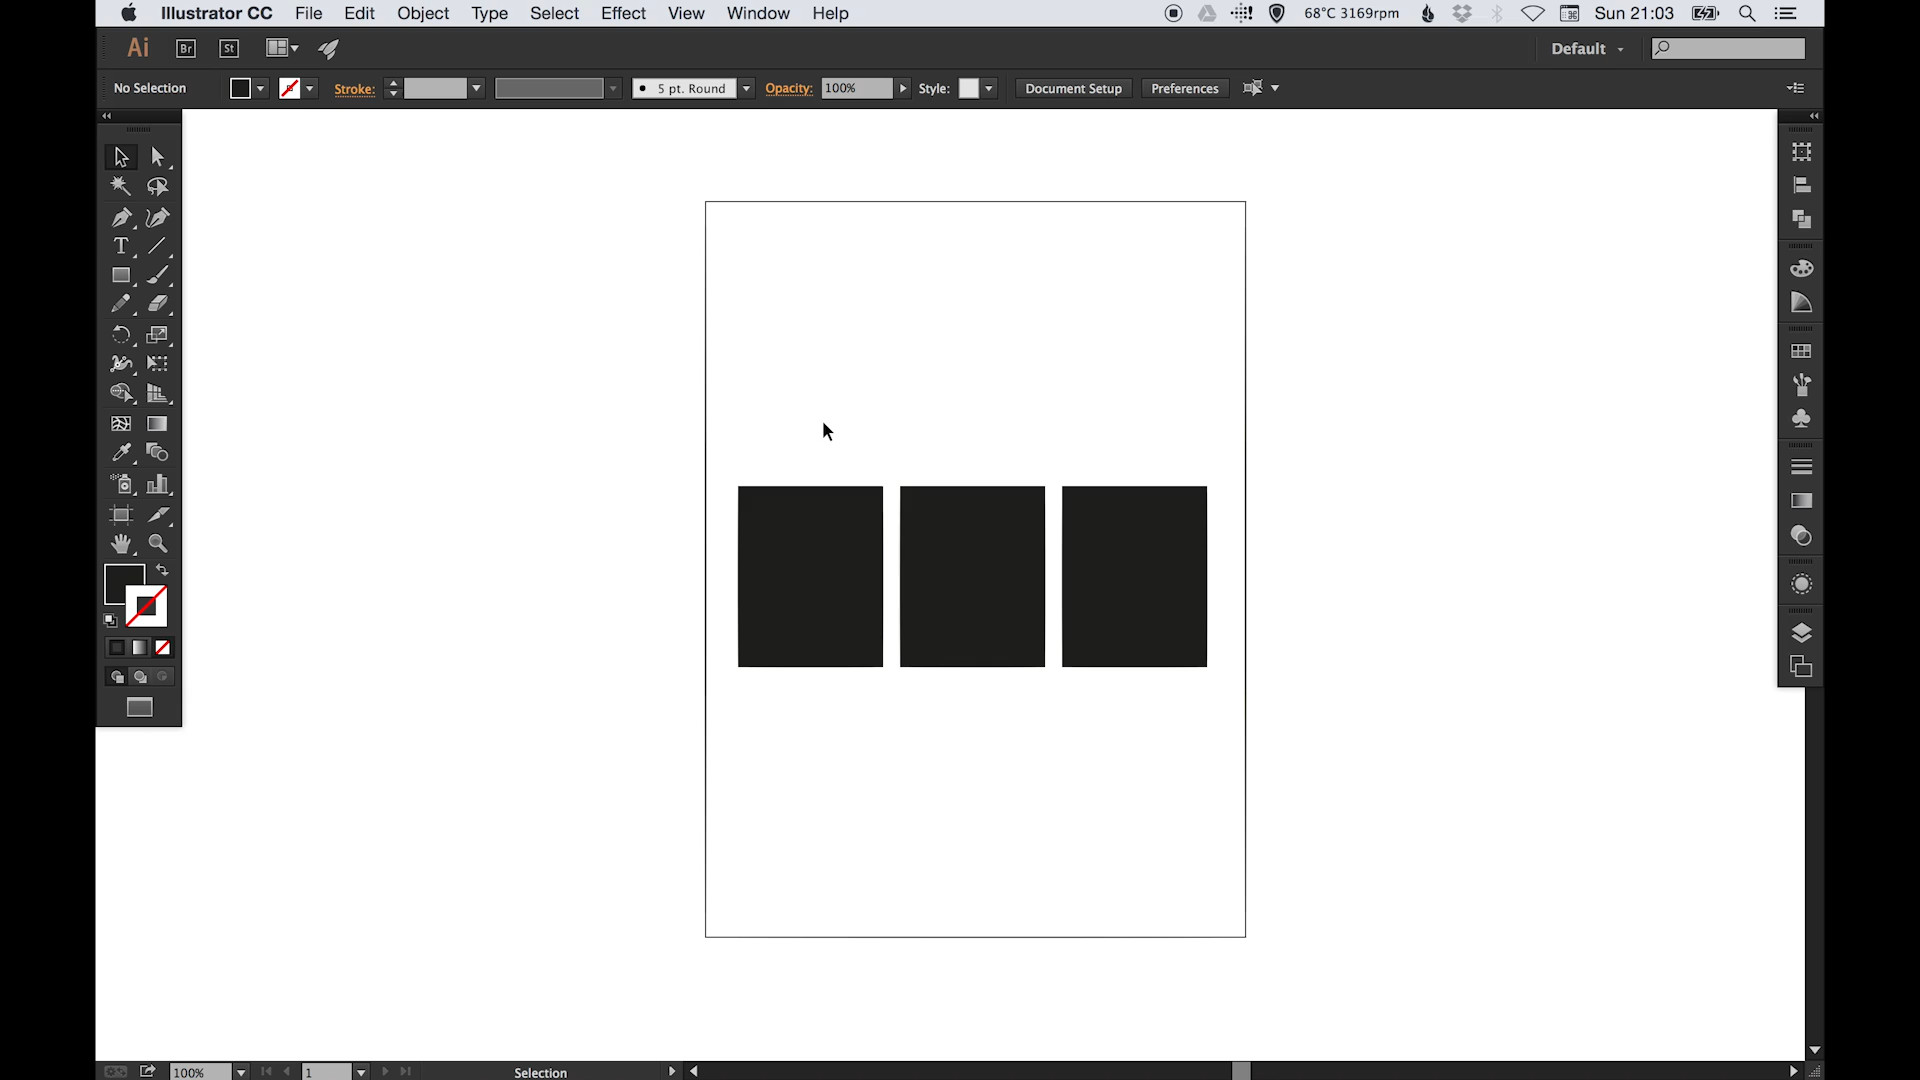 Illustrator CC File Edit Object Type Select Effect View Window Help 68°C 3169rpm Sun 21:03
Ai Br St Default
No Selection Stroke: 5 pt. Round Opacity: 100% Style: Document Setup Preferences
T
100% 1 Selection